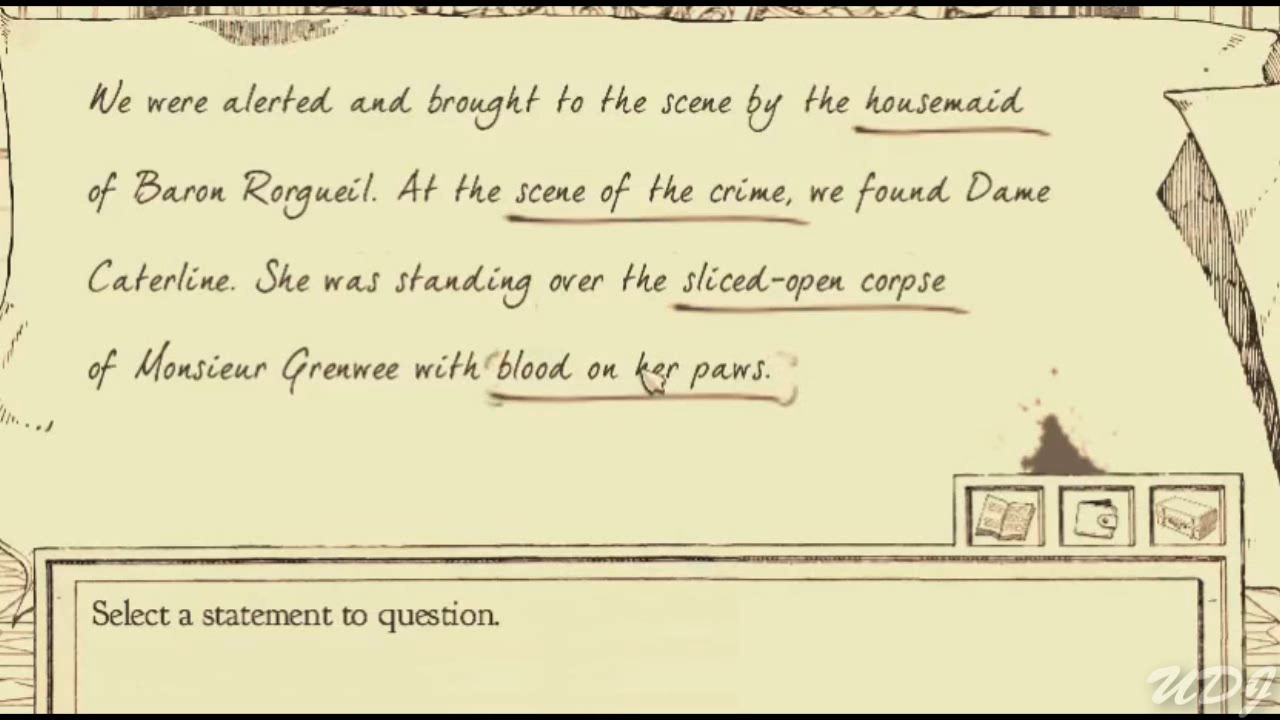 We were alerted and brought to the scene by the housemaid
of Baron Rorgueil. At the scene of the crime, we found Dame
Caterline. She was standing over the sliced-open corpse
of Monsieur Grenwee with blood on her paws.
Select a statement to question.
UDJ